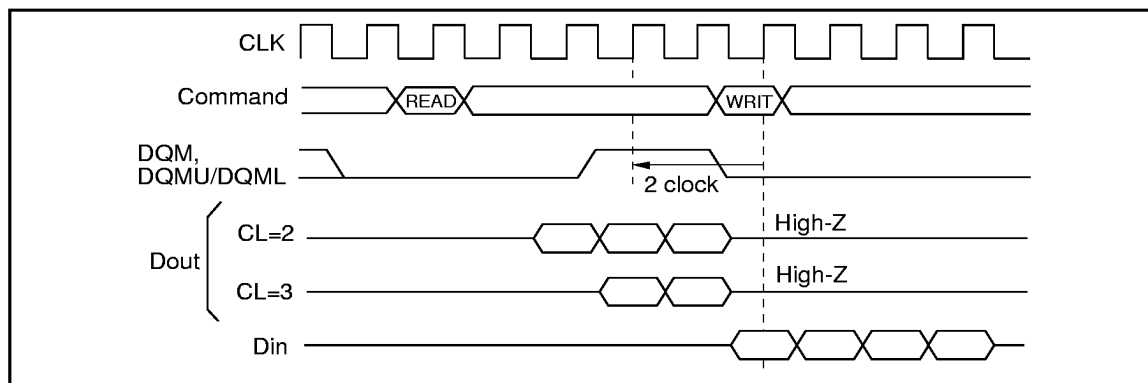 CLK
Command
READ
WRIT
DQM,
DQMU/DQML
2 clock
CL=2
High-Z
Dout
CL=3
High-Z
Din